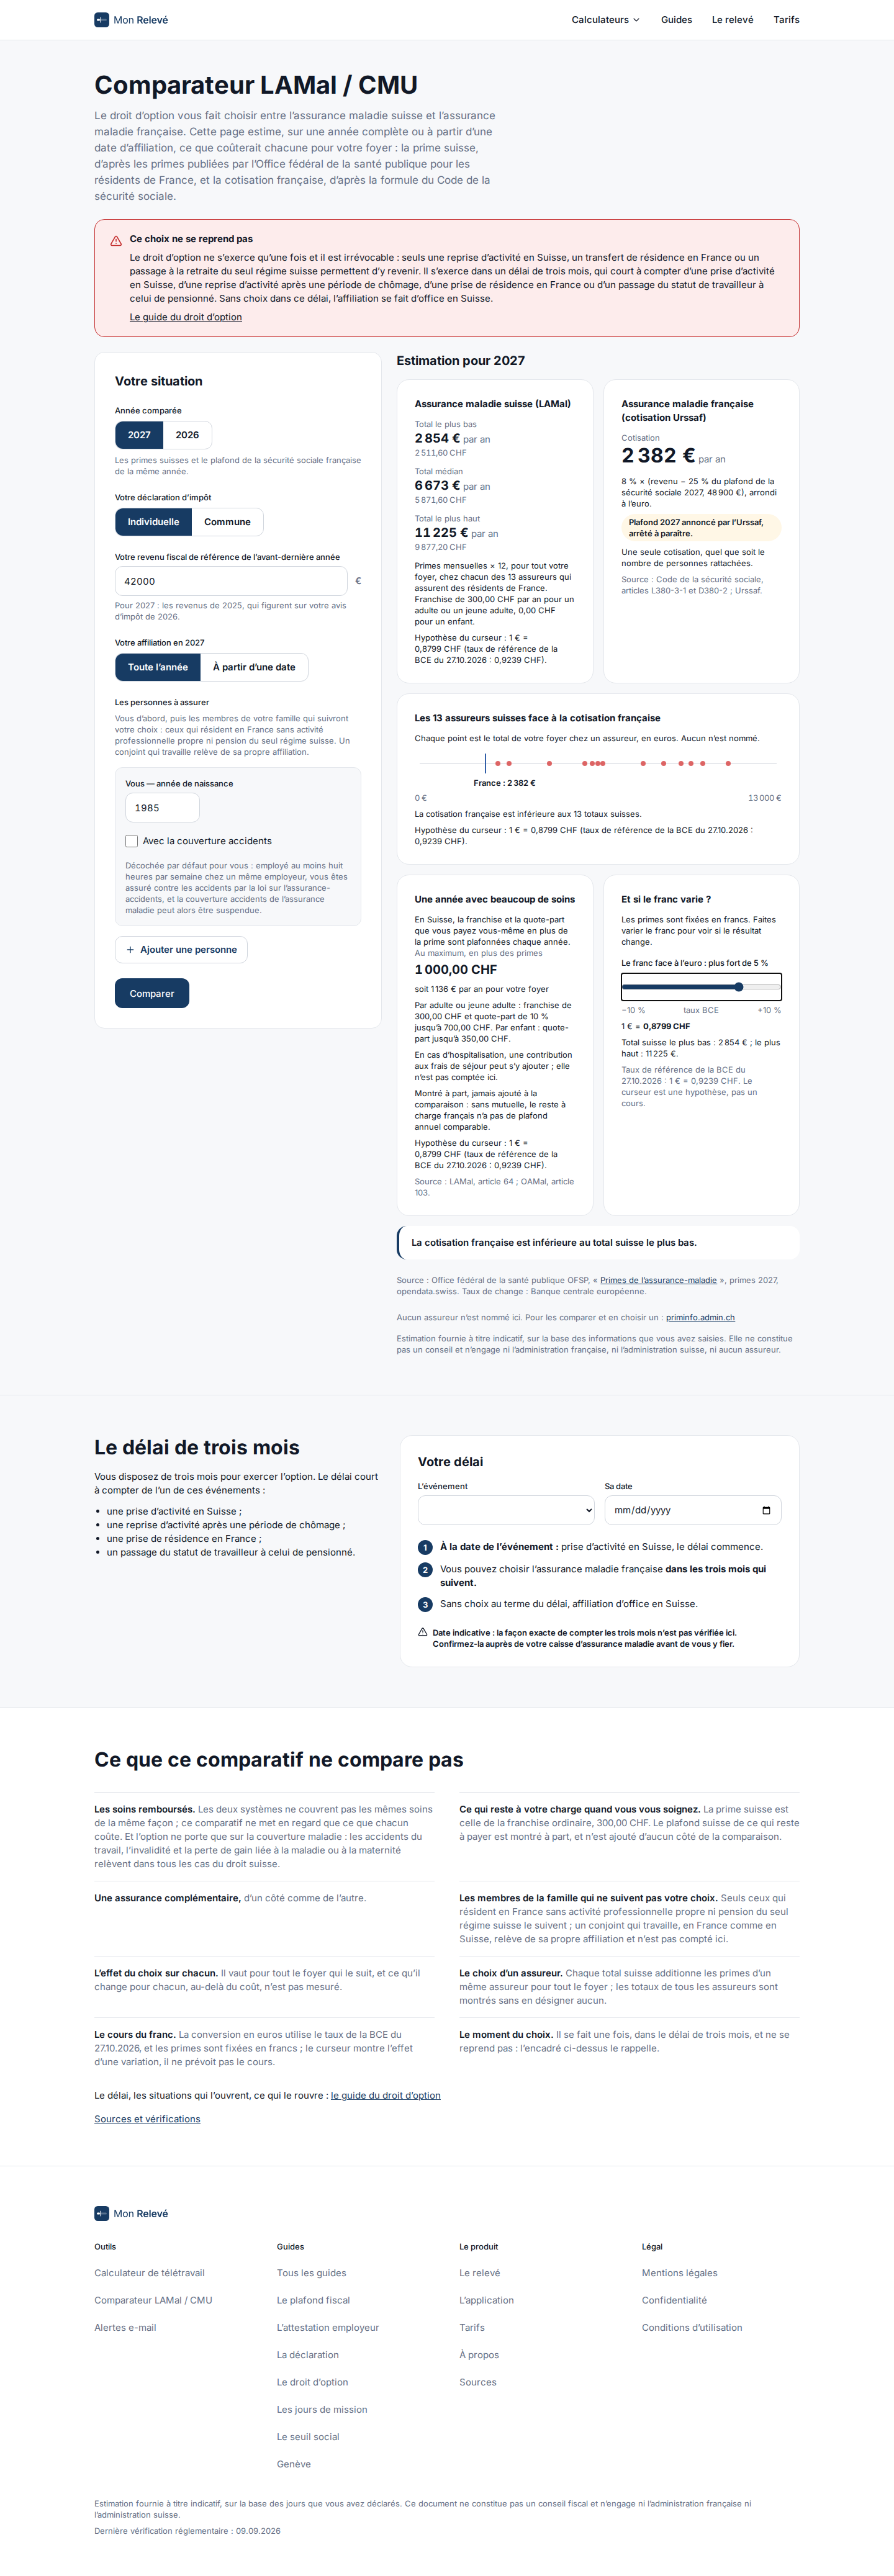 Mon Relevé
Calculateurs
Guides
Le relevé
Tarifs
Comparateur LAMal / CMU
Le droit d’option vous fait choisir entre l’assurance maladie suisse et l’assurance
maladie française. Cette page estime, sur une année complète ou à partir d’une
date d’affiliation, ce que coûterait chacune pour votre foyer : la prime suisse,
d’après les primes publiées par l’Office fédéral de la santé publique pour les
résidents de France, et la cotisation française, d’après la formule du Code de la
sécurité sociale.
Ce choix ne se reprend pas
Le droit d’option ne s’exerce qu’une fois et il est irrévocable : seuls une reprise d’activité en Suisse, un transfert de résidence en France ou un
passage à la retraite du seul régime suisse permettent d’y revenir. Il s’exerce dans un délai de trois mois, qui court à compter d’une prise d’activité
en Suisse, d’une reprise d’activité après une période de chômage, d’une prise de résidence en France ou d’un passage du statut de travailleur à
celui de pensionné. Sans choix dans ce délai, l’affiliation se fait d’office en Suisse.
Le guide du droit d’option
Votre situation
Année comparée
2027
2026
Les primes suisses et le plafond de la sécurité sociale française
de la même année.
Votre déclaration d’impôt
Individuelle
Commune
Votre revenu fiscal de référence de l’avant-dernière année
42000
€
Pour 2027 : les revenus de 2025, qui figurent sur votre avis
d’impôt de 2026.
Votre affiliation en 2027
Toute l’année
À partir d’une date
Les personnes à assurer
Vous d’abord, puis les membres de votre famille qui suivront
votre choix : ceux qui résident en France sans activité
professionnelle propre ni pension du seul régime suisse. Un
conjoint qui travaille relève de sa propre affiliation.
Vous — année de naissance
1985
Avec la couverture accidents
Décochée par défaut pour vous : employé au moins huit
heures par semaine chez un même employeur, vous êtes
assuré contre les accidents par la loi sur l’assurance-
accidents, et la couverture accidents de l’assurance
maladie peut alors être suspendue.
Ajouter une personne
Comparer
Estimation pour 2027
Assurance maladie suisse (LAMal)
Total le plus bas
2 854 € par an
2 511,60 CHF
Total médian
6 673 € par an
5 871,60 CHF
Total le plus haut
11 225 € par an
9 877,20 CHF
Primes mensuelles × 12, pour tout votre
foyer, chez chacun des 13 assureurs qui
assurent des résidents de France.
Franchise de 300,00 CHF par an pour un
adulte ou un jeune adulte, 0,00 CHF
pour un enfant.
Hypothèse du curseur : 1 € =
0,8799 CHF (taux de référence de la
BCE du 27.10.2026 : 0,9239 CHF).
Assurance maladie française
(cotisation Urssaf)
Cotisation
2 382 € par an
8 % × (revenu − 25 % du plafond de la
sécurité sociale 2027, 48 900 €), arrondi
à l’euro.
Plafond 2027 annoncé par l’Urssaf,
arrêté à paraître.
Une seule cotisation, quel que soit le
nombre de personnes rattachées.
Source : Code de la sécurité sociale,
articles L380-3-1 et D380-2 ; Urssaf.
Les 13 assureurs suisses face à la cotisation française
Chaque point est le total de votre foyer chez un assureur, en euros. Aucun n’est nommé.
France : 2 382 €
0 €
13 000 €
La cotisation française est inférieure aux 13 totaux suisses.
Hypothèse du curseur : 1 € = 0,8799 CHF (taux de référence de la BCE du 27.10.2026 :
0,9239 CHF).
Une année avec beaucoup de soins
En Suisse, la franchise et la quote-part
que vous payez vous-même en plus de
la prime sont plafonnées chaque année.
Au maximum, en plus des primes
1 000,00 CHF
soit 1 136 € par an pour votre foyer
Par adulte ou jeune adulte : franchise de
300,00 CHF et quote-part de 10 %
jusqu’à 700,00 CHF. Par enfant : quote-
part jusqu’à 350,00 CHF.
En cas d’hospitalisation, une contribution
aux frais de séjour peut s’y ajouter ; elle
n’est pas comptée ici.
Montré à part, jamais ajouté à la
comparaison : sans mutuelle, le reste à
charge français n’a pas de plafond
annuel comparable.
Hypothèse du curseur : 1 € =
0,8799 CHF (taux de référence de la
BCE du 27.10.2026 : 0,9239 CHF).
Source : LAMal, article 64 ; OAMal, article
103.
Et si le franc varie ?
Les primes sont fixées en francs. Faites
varier le franc pour voir si le résultat
change.
Le franc face à l’euro : plus fort de 5 %
−10 %
taux BCE
+10 %
1 € = 0,8799 CHF
Total suisse le plus bas : 2 854 € ; le plus
haut : 11 225 €.
Taux de référence de la BCE du
27.10.2026 : 1 € = 0,9239 CHF. Le
curseur est une hypothèse, pas un
cours.
La cotisation française est inférieure au total suisse le plus bas.
Source : Office fédéral de la santé publique OFSP, « Primes de l’assurance-maladie », primes 2027,
opendata.swiss. Taux de change : Banque centrale européenne.
Aucun assureur n’est nommé ici. Pour les comparer et en choisir un : priminfo.admin.ch
Estimation fournie à titre indicatif, sur la base des informations que vous avez saisies. Elle ne constitue
pas un conseil et n’engage ni l’administration française, ni l’administration suisse, ni aucun assureur.
Le délai de trois mois
Vous disposez de trois mois pour exercer l’option. Le délai court
à compter de l’un de ces événements :
• une prise d’activité en Suisse ;
• une reprise d’activité après une période de chômage ;
• une prise de résidence en France ;
• un passage du statut de travailleur à celui de pensionné.
Votre délai
L’événement
Sa date
mm/dd/yyyy
1 À la date de l’événement : prise d’activité en Suisse, le délai commence.
2 Vous pouvez choisir l’assurance maladie française dans les trois mois qui
suivent.
3 Sans choix au terme du délai, affiliation d’office en Suisse.
Date indicative : la façon exacte de compter les trois mois n’est pas vérifiée ici.
Confirmez-la auprès de votre caisse d’assurance maladie avant de vous y fier.
Ce que ce comparatif ne compare pas
Les soins remboursés. Les deux systèmes ne couvrent pas les mêmes soins
de la même façon ; ce comparatif ne met en regard que ce que chacun
coûte. Et l’option ne porte que sur la couverture maladie : les accidents du
travail, l’invalidité et la perte de gain liée à la maladie ou à la maternité
relèvent dans tous les cas du droit suisse.
Ce qui reste à votre charge quand vous vous soignez. La prime suisse est
celle de la franchise ordinaire, 300,00 CHF. Le plafond suisse de ce qui reste
à payer est montré à part, et n’est ajouté d’aucun côté de la comparaison.
Une assurance complémentaire, d’un côté comme de l’autre.
Les membres de la famille qui ne suivent pas votre choix. Seuls ceux qui
résident en France sans activité professionnelle propre ni pension du seul
régime suisse le suivent ; un conjoint qui travaille, en France comme en
Suisse, relève de sa propre affiliation et n’est pas compté ici.
L’effet du choix sur chacun. Il vaut pour tout le foyer qui le suit, et ce qu’il
change pour chacun, au-delà du coût, n’est pas mesuré.
Le choix d’un assureur. Chaque total suisse additionne les primes d’un
même assureur pour tout le foyer ; les totaux de tous les assureurs sont
montrés sans en désigner aucun.
Le cours du franc. La conversion en euros utilise le taux de la BCE du
27.10.2026, et les primes sont fixées en francs ; le curseur montre l’effet
d’une variation, il ne prévoit pas le cours.
Le moment du choix. Il se fait une fois, dans le délai de trois mois, et ne se
reprend pas : l’encadré ci-dessus le rappelle.
Le délai, les situations qui l’ouvrent, ce qui le rouvre : le guide du droit d’option
Sources et vérifications
Mon Relevé
Outils
Calculateur de télétravail
Comparateur LAMal / CMU
Alertes e-mail
Guides
Tous les guides
Le plafond fiscal
L’attestation employeur
La déclaration
Le droit d’option
Les jours de mission
Le seuil social
Genève
Le produit
Le relevé
L’application
Tarifs
À propos
Sources
Légal
Mentions légales
Confidentialité
Conditions d’utilisation
Estimation fournie à titre indicatif, sur la base des jours que vous avez déclarés. Ce document ne constitue pas un conseil fiscal et n’engage ni l’administration française ni
l’administration suisse.
Dernière vérification réglementaire : 09.09.2026